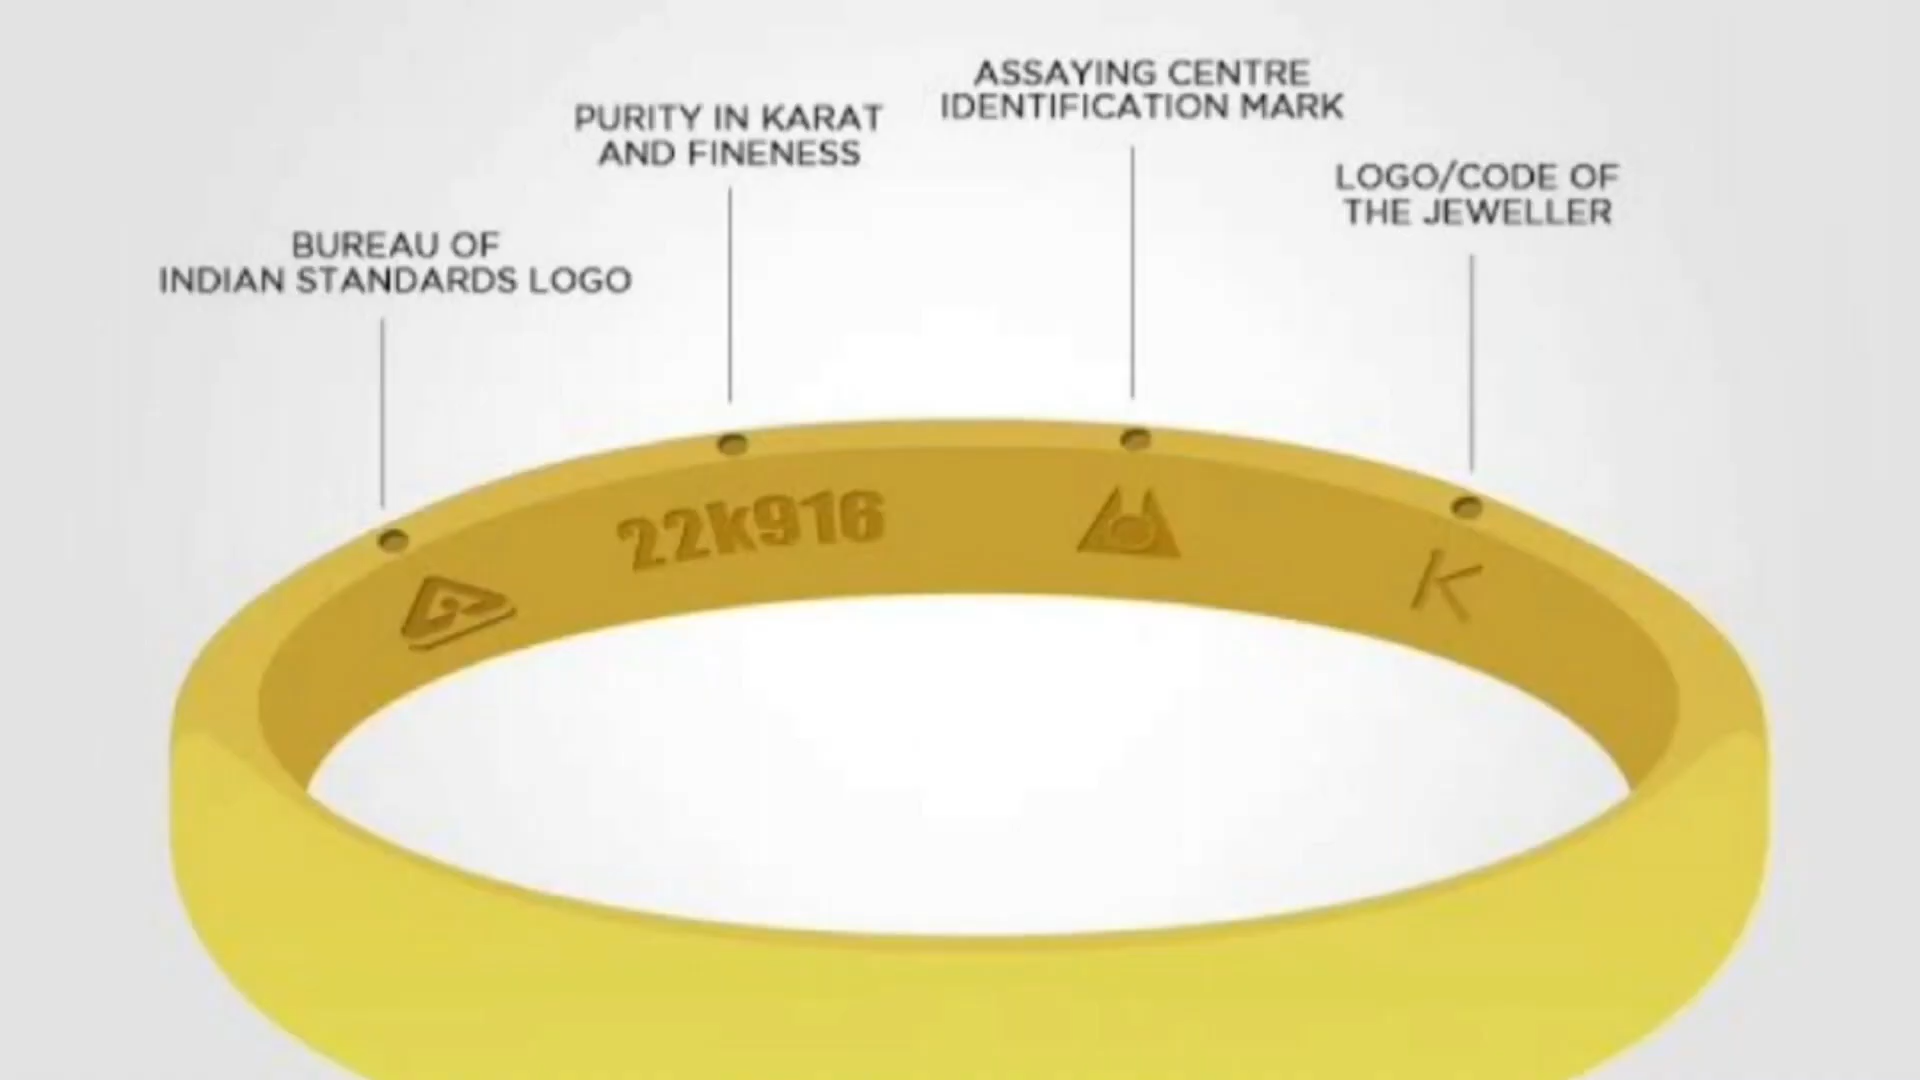 BUREAU OF
INDIAN STANDARDS LOGO
PURITY IN KARAT
AND FINENESS
ASSAYING CENTRE
IDENTIFICATION MARK
LOGO/CODE OF
THE JEWELLER
22k916
K